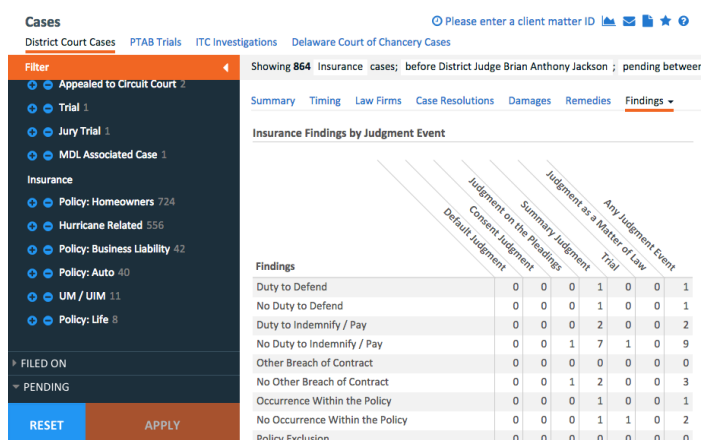 Cases
Please enter a client matter ID
District Court Cases PTAB Trials ITC Investigations Delaware Court of Chancery Cases
Filter
Appealed to Circuit Court 2
Trial 1
Jury Trial 1
MDL Associated Case 1
Insurance
Policy: Homeowners 724
Hurricane Related 556
Policy: Business Liability 42
Policy: Auto 40
UM / UIM 11
Policy: Life 8
FILED ON
PENDING
RESET APPLY
Showing 864 Insurance cases; before District Judge Brian Anthony Jackson ; pending between
Summary Timing Law Firms Case Resolutions Damages Remedies Findings
Insurance Findings by Judgment Event
Findings
Default Judgment
Consent Judgment
Judgment on the Pleadings
Summary Judgment
Trial
Judgment as a Matter of Law
Any Judgment Event
Duty to Defend 0 0 0 1 0 0 1
No Duty to Defend 0 0 0 1 0 0 1
Duty to Indemnify / Pay 0 0 0 2 0 0 2
No Duty to Indemnify / Pay 0 0 1 7 1 0 9
Other Breach of Contract 0 0 0 0 0 0 0
No Other Breach of Contract 0 0 1 2 0 0 3
Occurrence Within the Policy 0 0 0 1 0 0 1
No Occurrence Within the Policy 0 0 0 1 1 0 2
Policy Exclusion 0 0 0 0 0 0 0